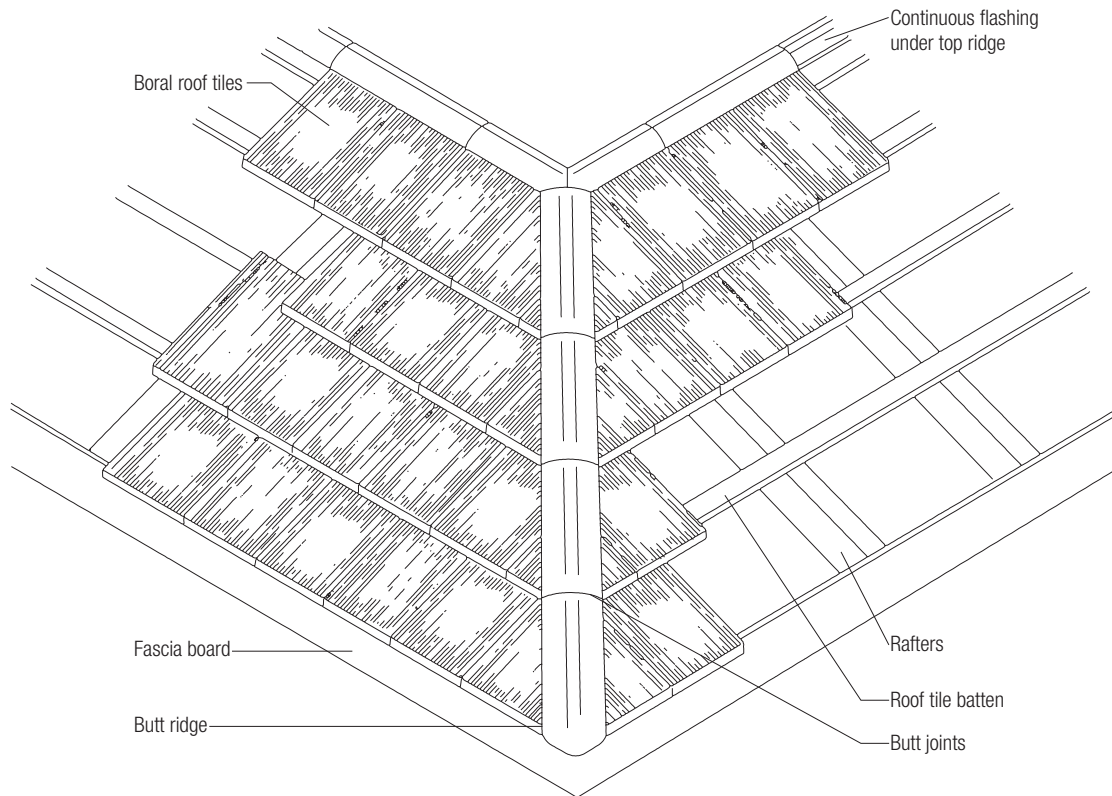 Continuous flashing
under top ridge
Boral roof tiles
Fascia board
Rafters
Roof tile batten
Butt ridge
Butt joints